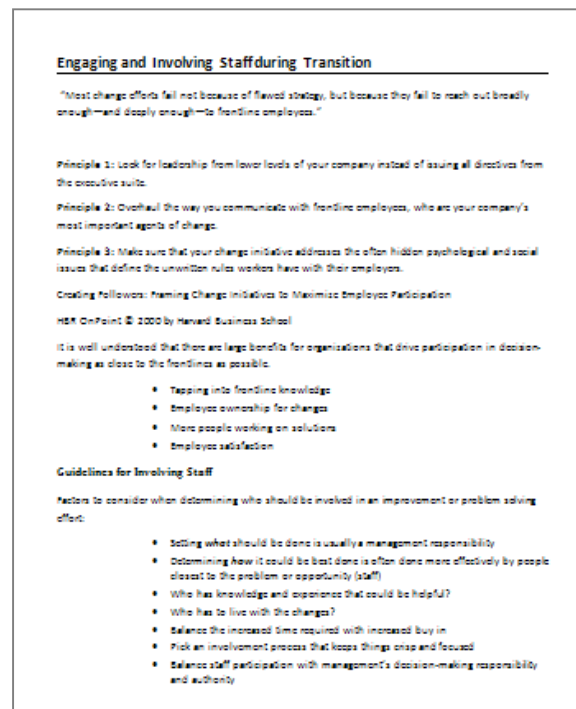 Engaging and Involving Staff during Transition
"Most change efforts fail not because of flawed strategy, but because they fail to reach out broadly
enough—and deeply enough—to frontline employees."
Principle 1: Look for leadership from lower levels of your company instead of issuing all directives from
the executive suite.
Principle 2: Overhaul the way you communicate with frontline employees, who are your company's
most important agents of change.
Principle 3: Make sure that your change initiative addresses the often hidden psychological and social
issues that define the unwritten rules workers have with their employers.
Creating Followers: Framing Change Initiatives to Maximise Employee Participation
HBR OnPoint © 2000 by Harvard Business School
It is well understood that there are large benefits for organisations that drive participation in decision-
making as close to the frontlines as possible.
• Tapping into frontline knowledge
• Employee ownership for changes
• More people working on solutions
• Employee satisfaction
Guidelines for Involving Staff
Factors to consider when determining who should be involved in an improvement or problem solving
effort:
• Setting what should be done is usually a management responsibility
• Determining how it could be best done is often done more effectively by people
closest to the problem or opportunity (staff)
• Who has knowledge and experience that could be helpful?
• Who has to live with the changes?
• Balance the increased time required with increased buy in
• Pick an involvement process that keeps things crisp and focused
• Balance staff participation with management's decision-making responsibility
and authority